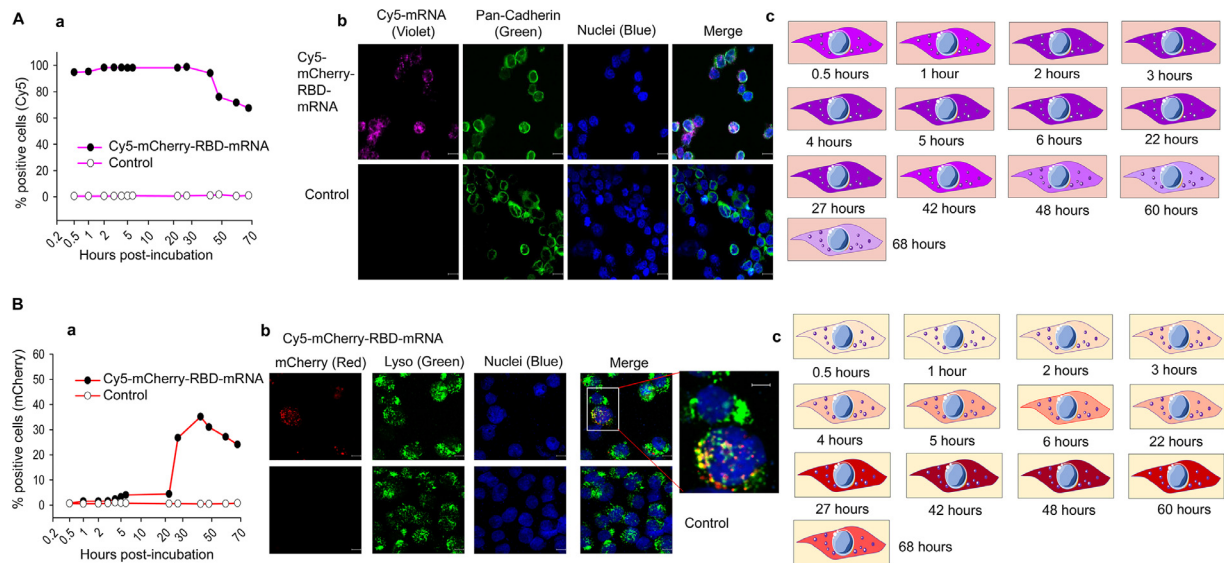 A
a
% positive cells (Cy5)
100
80
60
40
20
0
Cy5-mCherry-RBD-mRNA
Control
0.2
0.5
1
2
5
10
20
30
50
70
Hours post-incubation
b
Cy5-mRNA
(Violet)
Pan-Cadherin
(Green)
Nuclei (Blue)
Merge
Cy5-
mCherry-
RBD-
mRNA
Control
c
0.5 hours
1 hour
2 hours
3 hours
4 hours
5 hours
6 hours
22 hours
27 hours
42 hours
48 hours
60 hours
68 hours
B
a
% positive cells (mCherry)
60
50
40
30
20
10
0
Cy5-mCherry-RBD-mRNA
Control
0.2
0.5
1
2
5
10
20
30
50
70
Hours post-incubation
b
Cy5-mCherry-RBD-mRNA
mCherry (Red)
Lyso (Green)
Nuclei (Blue)
Merge
Control
c
0.5 hours
1 hour
2 hours
3 hours
4 hours
5 hours
6 hours
22 hours
27 hours
42 hours
48 hours
60 hours
68 hours